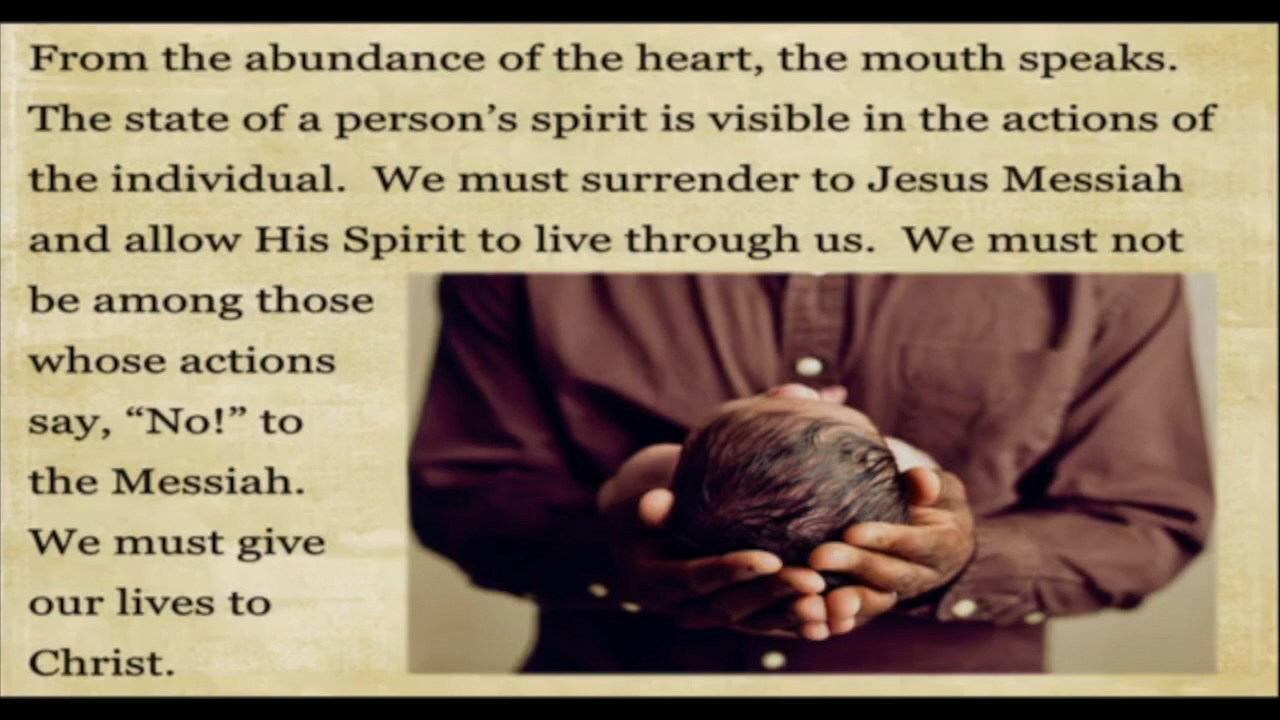 From the abundance of the heart, the mouth speaks.
The state of a person’s spirit is visible in the actions of
the individual.  We must surrender to Jesus Messiah
and allow His Spirit to live through us.  We must not
be among those
whose actions
say, “No!” to
the Messiah.
We must give
our lives to
Christ.